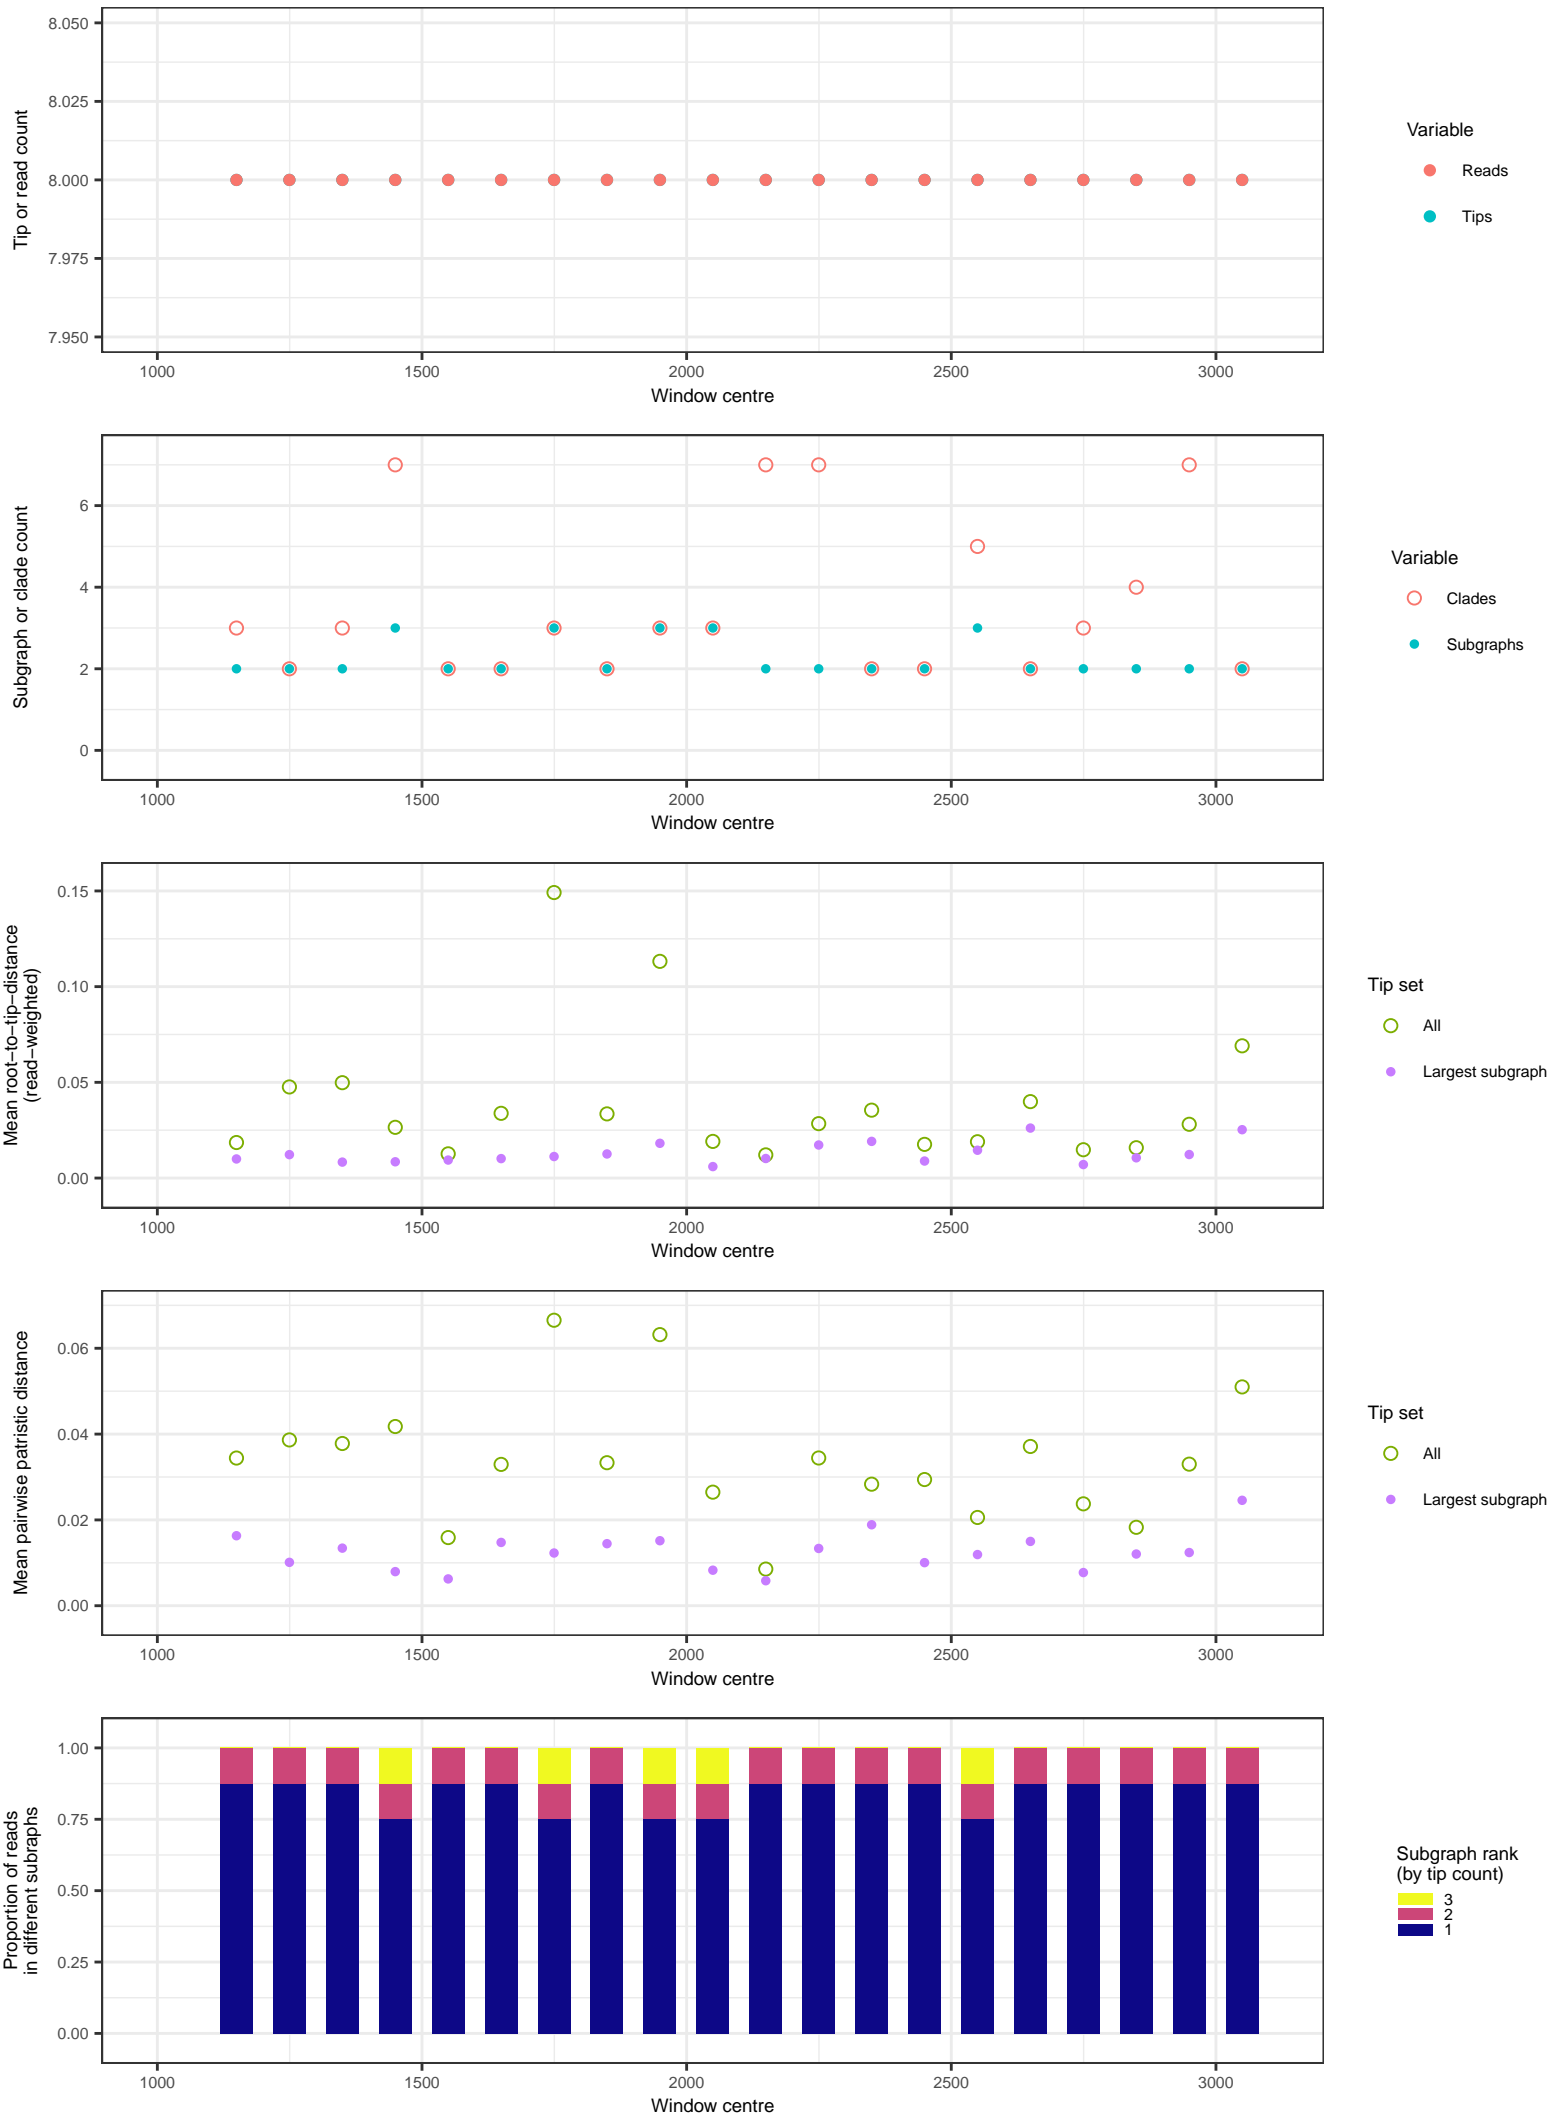 8.050
8.025
8.000
7.975
7.950
Tip or read count
1000 1500 2000 2500 3000
Window centre
Variable
Reads
Tips
6
4
2
0
Subgraph or clade count
1000 1500 2000 2500 3000
Window centre
Variable
Clades
Subgraphs
0.15
0.10
0.05
0.00
Mean root−to−tip−distance
(read−weighted)
1000 1500 2000 2500 3000
Window centre
Tip set
All
Largest subgraph
0.06
0.04
0.02
0.00
Mean pairwise patristic distance
1000 1500 2000 2500 3000
Window centre
Tip set
All
Largest subgraph
1.00
0.75
0.50
0.25
0.00
Proportion of reads
in different subraphs
1000 1500 2000 2500 3000
Window centre
Subgraph rank
(by tip count)
3
2
1